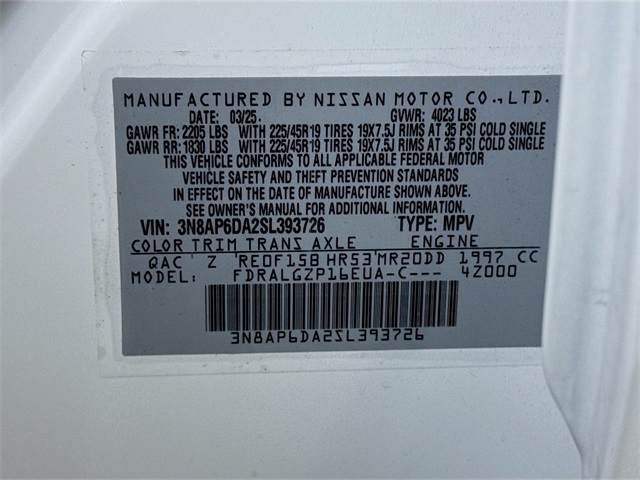 MANUFACTURED BY NISSAN MOTOR CO., LTD.
DATE: 03/25. GVWR: 4023 LBS
GAWR FR: 2205 LBS WITH 225/45R19 TIRES 19X7.5J RIMS AT 35 PSI COLD SINGLE
GAWR RR: 1830 LBS WITH 225/45R19 TIRES 19X7.5J RIMS AT 35 PSI COLD SINGLE
THIS VEHICLE CONFORMS TO ALL APPLICABLE FEDERAL MOTOR
VEHICLE SAFETY AND THEFT PREVENTION STANDARDS
IN EFFECT ON THE DATE OF MANUFACTURE SHOWN ABOVE.
SEE OWNER'S MANUAL FOR ADDITIONAL INFORMATION.
VIN: 3N8AP6DA2SL393726 TYPE: MPV
COLOR TRIM TRANS AXLE ENGINE
QAC Z RE0F15B HR53 MR20DD 1997 CC
MODEL: FDRALGZP16EUA-C--- 4Z000
3N8AP6DA2SL393726